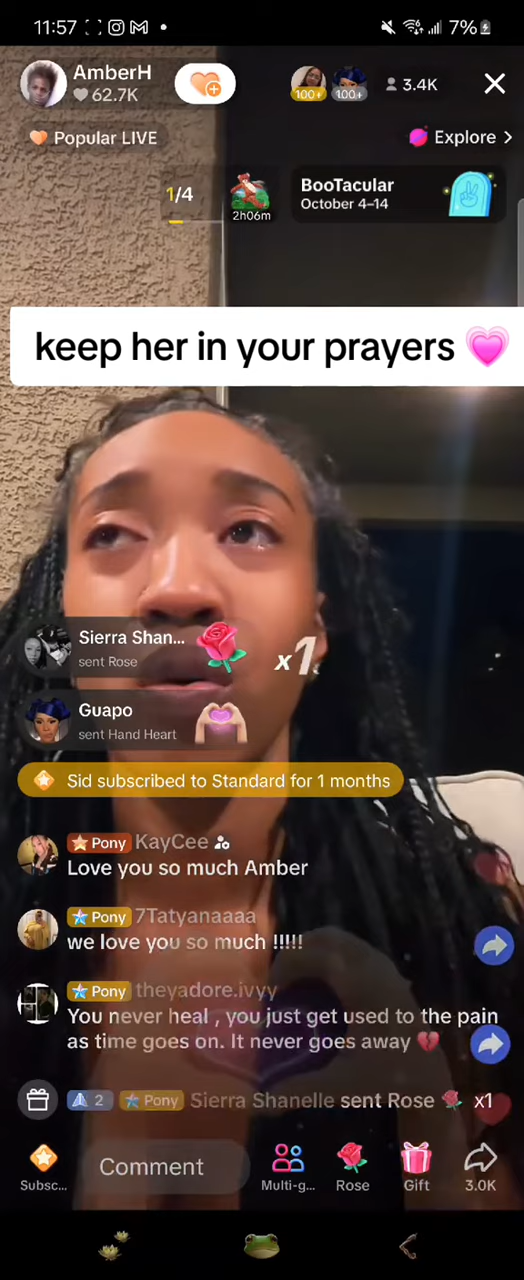 11:57
7%
AmberH
62.7K
100+
100+
3.4K
Popular LIVE
Explore >
1/4
2h06m
BooTacular
October 4–14
keep her in your prayers 💗
Sierra Shan...
sent Rose
x1
Guapo
sent Hand Heart
Sid subscribed to Standard for 1 months
Pony KayCee
Love you so much Amber
Pony 7Tatyanaaaa
we love you so much !!!!!
Pony theyadore.ivyy
You never heal , you just get used to the pain
as time goes on. It never goes away 💔
2 Pony Sierra Shanelle sent Rose 🌹 x1
Subsc...
Comment
Multi-g...
Rose
Gift
3.0K